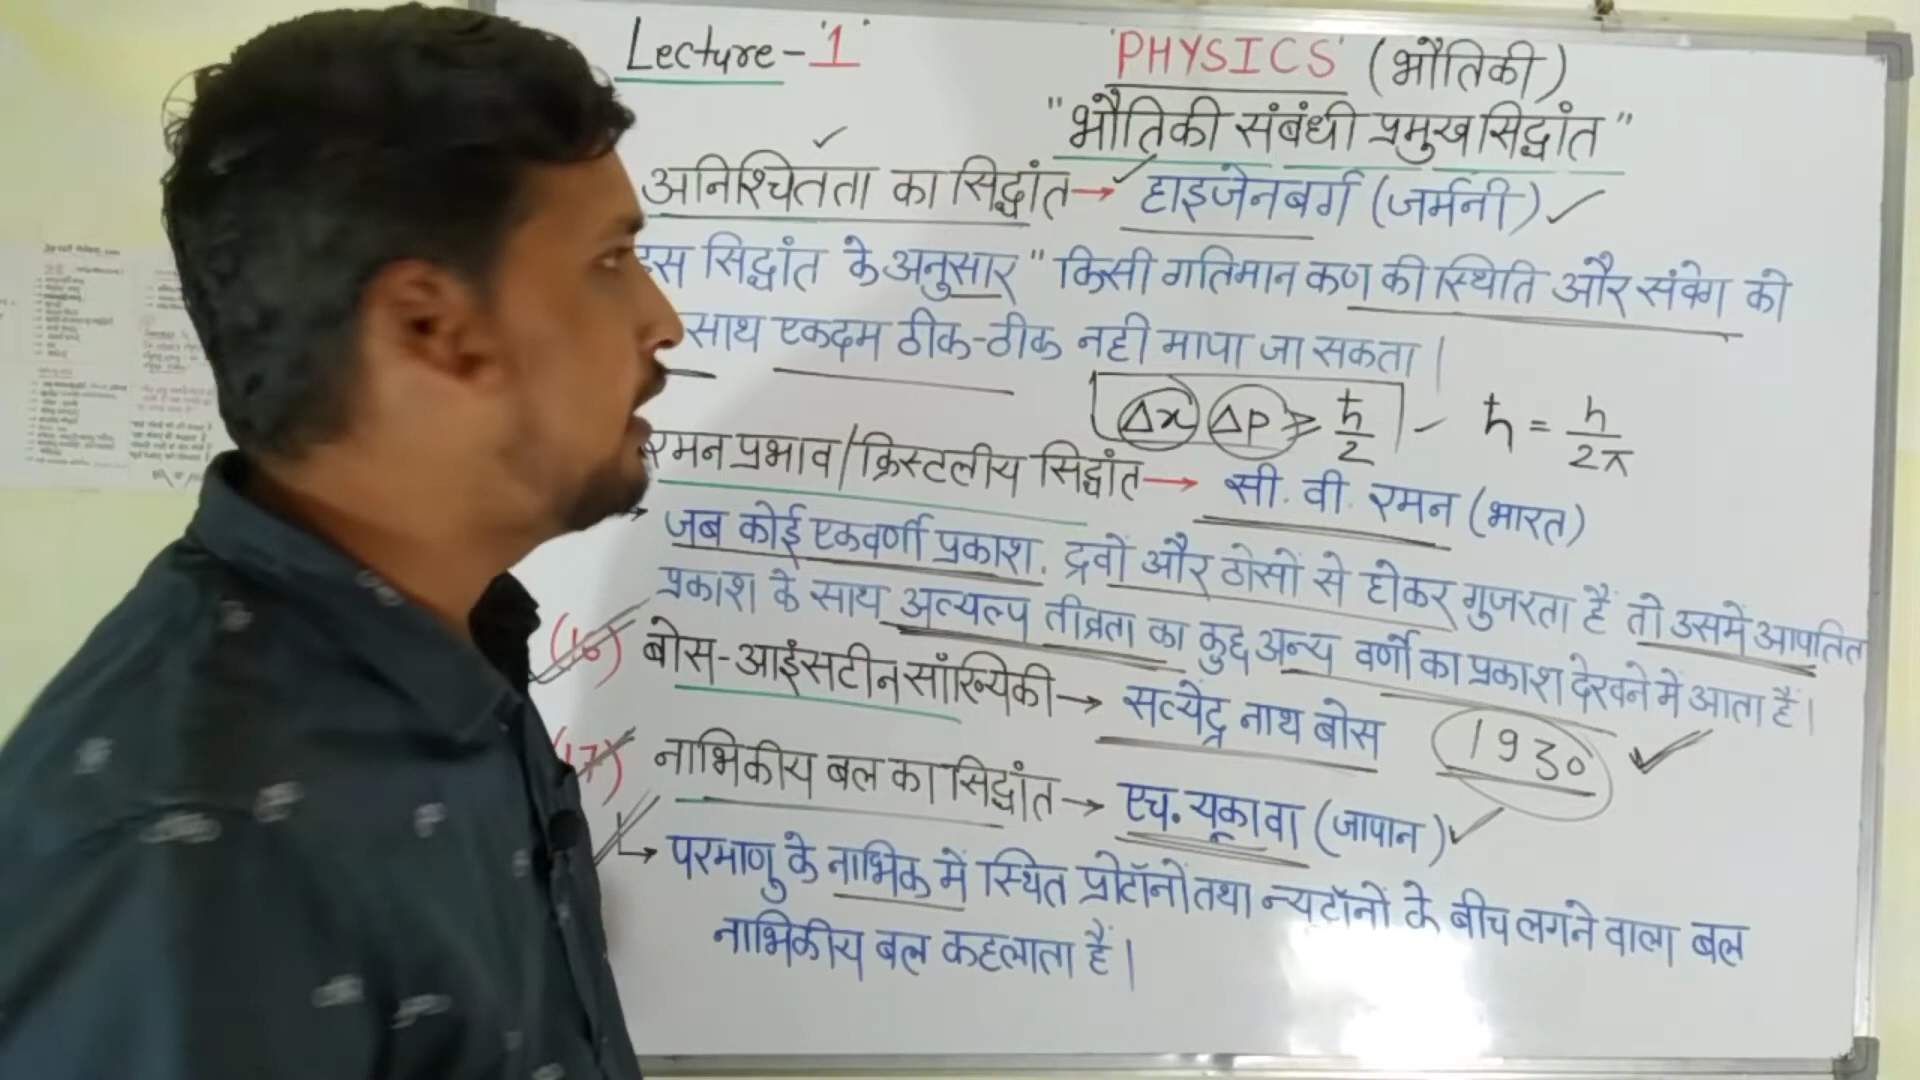 Lecture - '1'
'PHYSICS' (भौतिकी)
"भौतिकी संबंधी प्रमुख सिद्धांत"
अनिश्चितता का सिद्धांत → हाइजेनबर्ग (जर्मनी)
इस सिद्धांत के अनुसार " किसी गतिमान कण की स्थिति और संवेग को
साथ एकदम ठीक-ठीक नही मापा जा सकता |
Δx Δp ≥ ħ/2 - ħ = h/2π
रमन प्रभाव/क्रिस्टलीय सिद्धांत → सी. वी. रमन (भारत)
→ जब कोई एकवर्णी प्रकाश. द्रवों और ठोसों से होकर गुजरता हैं तो उसमें आपतित
प्रकाश के साथ अत्यल्प तीव्रता का कुछ अन्य वर्णो का प्रकाश देखने में आता हैं|
(16) बोस-आइंसटीन सांख्यिकी → सत्येंद्र नाथ बोस 1930
(17) नाभिकीय बल का सिद्धांत → एच. यूकावा (जापान)
↳ परमाणु के नाभिक में स्थित प्रोटॉनों तथा न्यूट्रॉनों के बीच लगने वाला बल
नाभिकीय बल कहलाता हैं |